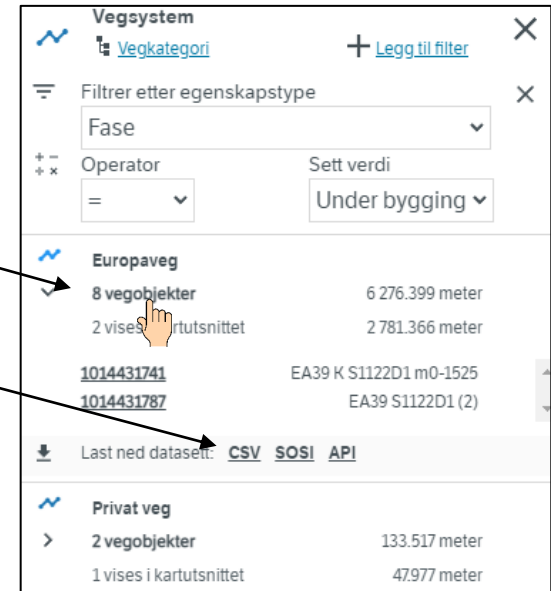 Vegsystem
Vegkategori
Legg til filter
Filtrer etter egenskapstype
Fase
Operator Sett verdi
= Under bygging
Europaveg
8 vegobjekter 6 276.399 meter
2 vises rtutsnittet 2 781.366 meter
1014431741 EA39 K S1122D1 m0-1525
1014431787 EA39 S1122D1 (2)
Last ned datasett: CSV SOSI API
Privat veg
2 vegobjekter 133.517 meter
1 vises i kartutsnittet 47.977 meter